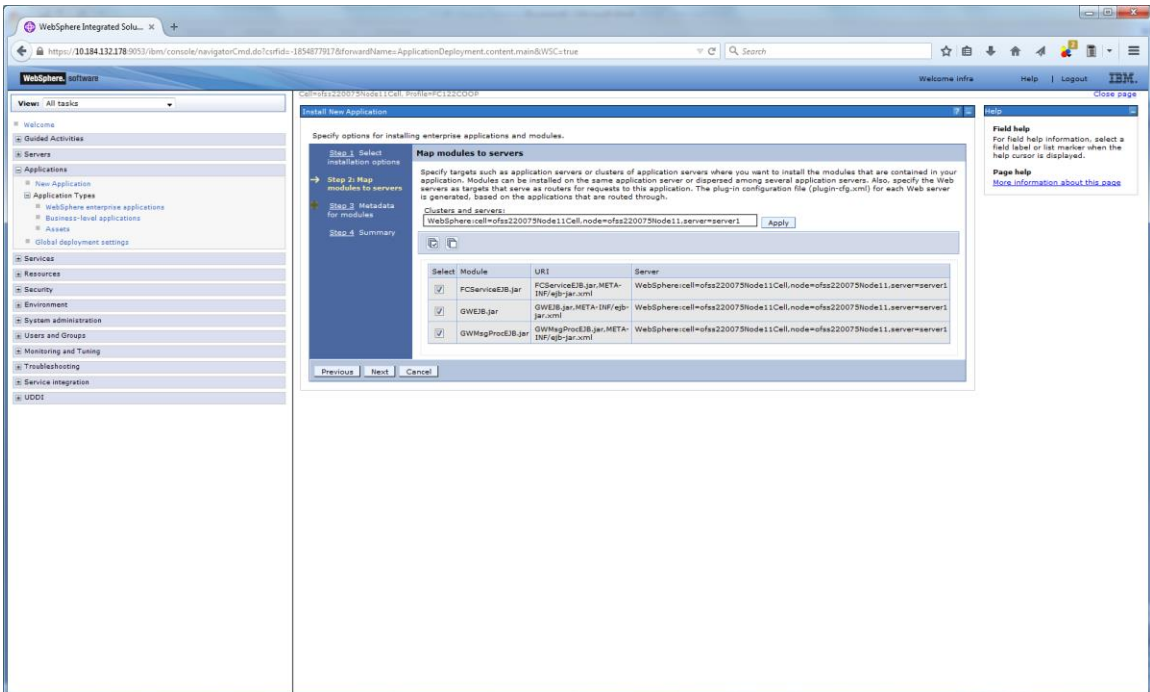 WebSphere Integrated Solu... × +
https://10.184.132.178:9053/ibm/console/navigatorCmd.do?csrfid=-1854877917&forwardName=ApplicationDeployment.content.main&WSC=true
Search
WebSphere. software
Welcome infra
Help | Logout
IBM.
View: All tasks
Welcome
Guided Activities
Servers
Applications
New Application
Application Types
WebSphere enterprise applications
Business-level applications
Assets
Global deployment settings
Services
Resources
Security
Environment
System administration
Users and Groups
Monitoring and Tuning
Troubleshooting
Service integration
UDDI
Cell=ofss220075Node11Cell, Profile=FC122COOP
Close page
Install New Application
Specify options for installing enterprise applications and modules.
Step 1 Select
installation options
Step 2: Map
modules to servers
Step 3 Metadata
for modules
Step 4 Summary
Map modules to servers
Specify targets such as application servers or clusters of application servers where you want to install the modules that are contained in your
application. Modules can be installed on the same application server or dispersed among several application servers. Also, specify the Web
servers as targets that serve as routers for requests to this application. The plug-in configuration file (plugin-cfg.xml) for each Web server
is generated, based on the applications that are routed through.
Clusters and servers:
WebSphere:cell=ofss220075Node11Cell,node=ofss220075Node11,server=server1
Apply
Select Module URI Server
FCServiceEJB.jar FCServiceEJB.jar,META- WebSphere:cell=ofss220075Node11Cell,node=ofss220075Node11,server=server1
INF/ejb-jar.xml
GWEJB.jar GWEJB.jar,META-INF/ejb- WebSphere:cell=ofss220075Node11Cell,node=ofss220075Node11,server=server1
jar.xml
GWMsgProcEJB.jar GWMsgProcEJB.jar,META- WebSphere:cell=ofss220075Node11Cell,node=ofss220075Node11,server=server1
INF/ejb-jar.xml
Previous Next Cancel
Help
Field help
For field help information, select a
field label or list marker when the
help cursor is displayed.
Page help
More information about this page